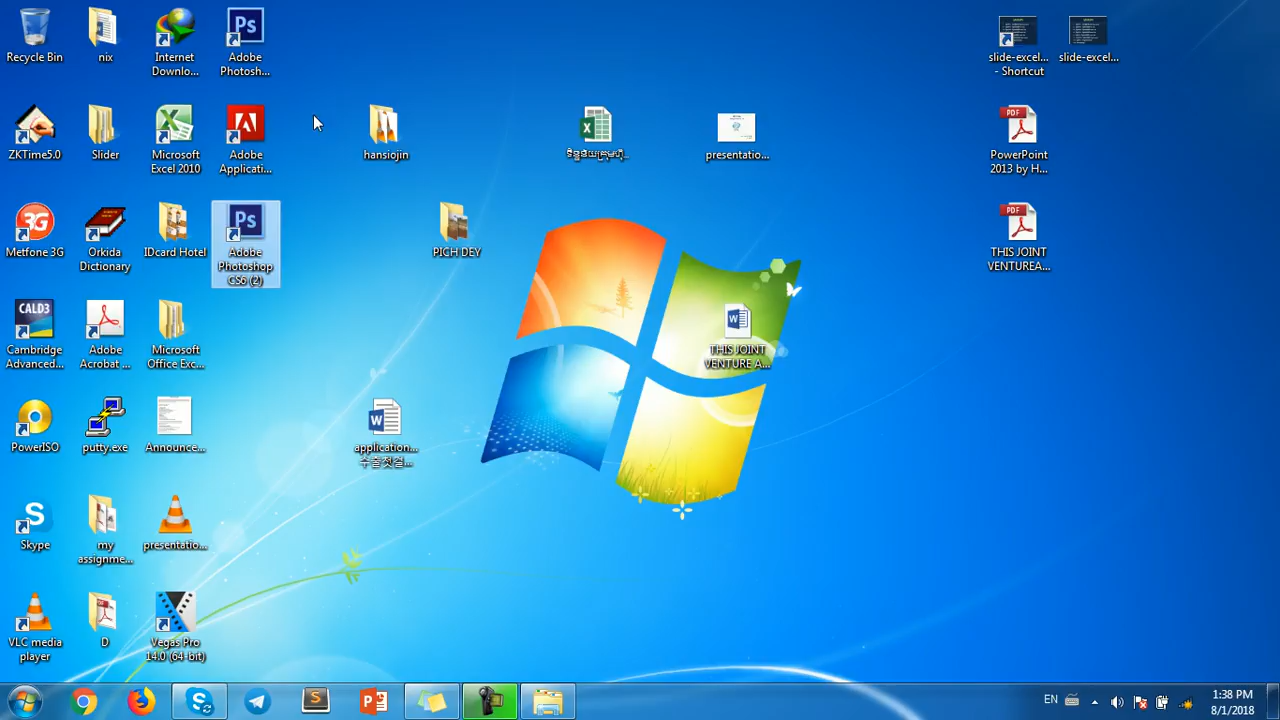 Recycle Bin
nix
Internet
Downlo...
Adobe
Photosh...
slide-excel...
- Shortcut
slide-excel...
ZKTime5.0
Slider
Microsoft
Excel 2010
Adobe
Applicati...
hansiojin
presentatio...
PowerPoint
2013 by H...
Metfone 3G
Orkida
Dictionary
IDcard Hotel
Adobe
Photoshop
CS6 (2)
PICH DEY
THIS JOINT
VENTUREA...
Cambridge
Advanced...
Adobe
Acrobat ...
Microsoft
Office Exc...
THIS JOINT
VENTURE A...
PowerISO
putty.exe
Announce...
application...
Skype
my
assignme...
presentatio...
VLC media
player
D
Vegas Pro
14.0 (64-bit)
EN
1:38 PM
8/1/2018